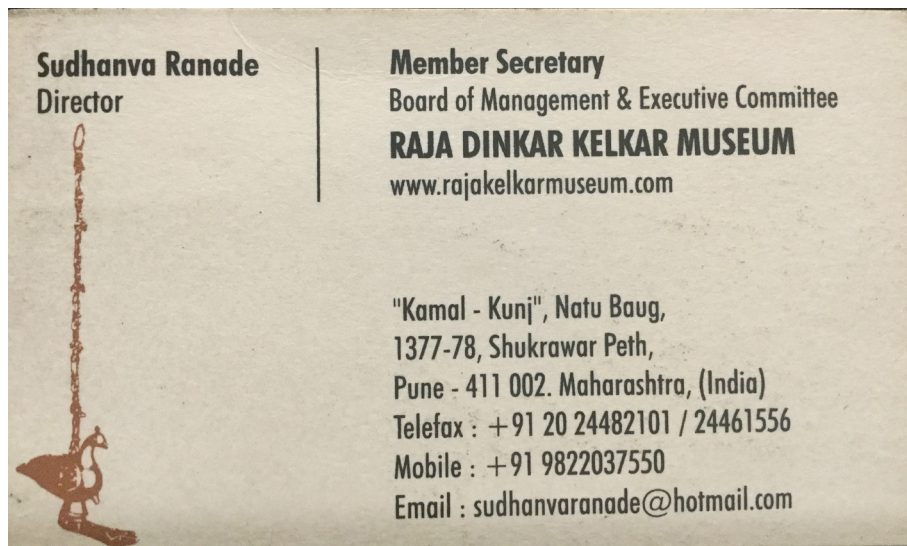 Sudhanva Ranade
Director
Member Secretary
Board of Management & Executive Committee
RAJA DINKAR KELKAR MUSEUM
www.rajakelkarmuseum.com
"Kamal - Kunj", Natu Baug,
1377-78, Shukrawar Peth,
Pune - 411 002. Maharashtra, (India)
Telefax : +91 20 24482101 / 24461556
Mobile : +91 9822037550
Email : sudhanvaranade@hotmail.com